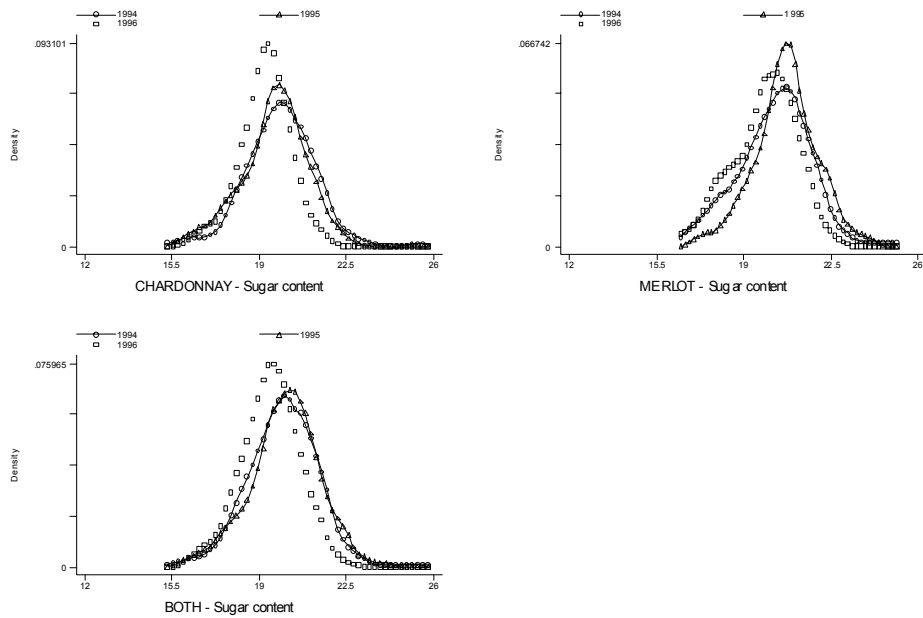 1994 1995
1996
.093101
Density
0
12 15.5 19 22.5 26
CHARDONNAY - Sugar content
1994 1995
1996
.066742
Density
0
12 15.5 19 22.5 26
MERLOT - Sugar content
1994 1995
1996
.075965
Density
0
12 15.5 19 22.5 26
BOTH - Sugar content